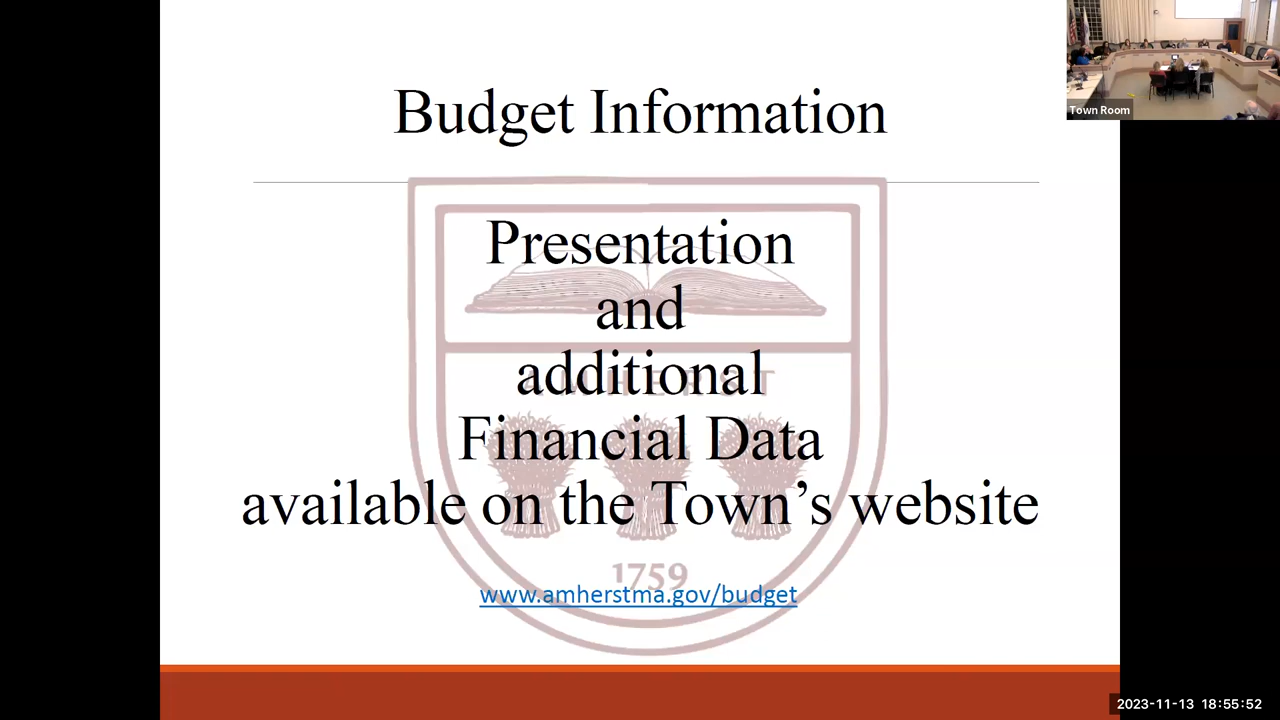 Budget Information
Town Room
Presentation
and
additional
AMHERST
Financial Data
available on the Town's website
1759
www.amherstma.gov/budget
2023-11-13 18:55:52